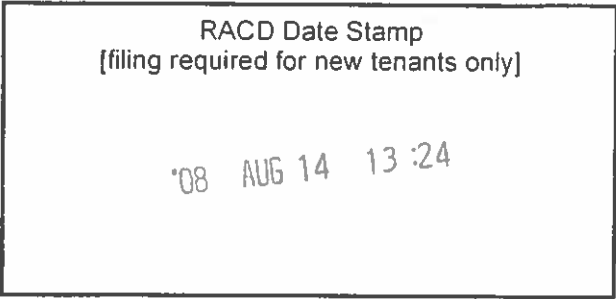 RACD Date Stamp
[filing required for new tenants only]
'08 AUG 14 13:24